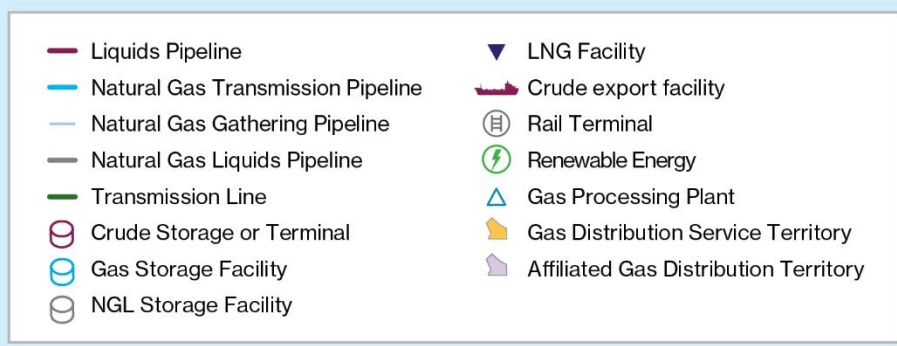 Liquids Pipeline
Natural Gas Transmission Pipeline
Natural Gas Gathering Pipeline
Natural Gas Liquids Pipeline
Transmission Line
Crude Storage or Terminal
Gas Storage Facility
NGL Storage Facility
LNG Facility
Crude export facility
Rail Terminal
Renewable Energy
Gas Processing Plant
Gas Distribution Service Territory
Affiliated Gas Distribution Territory